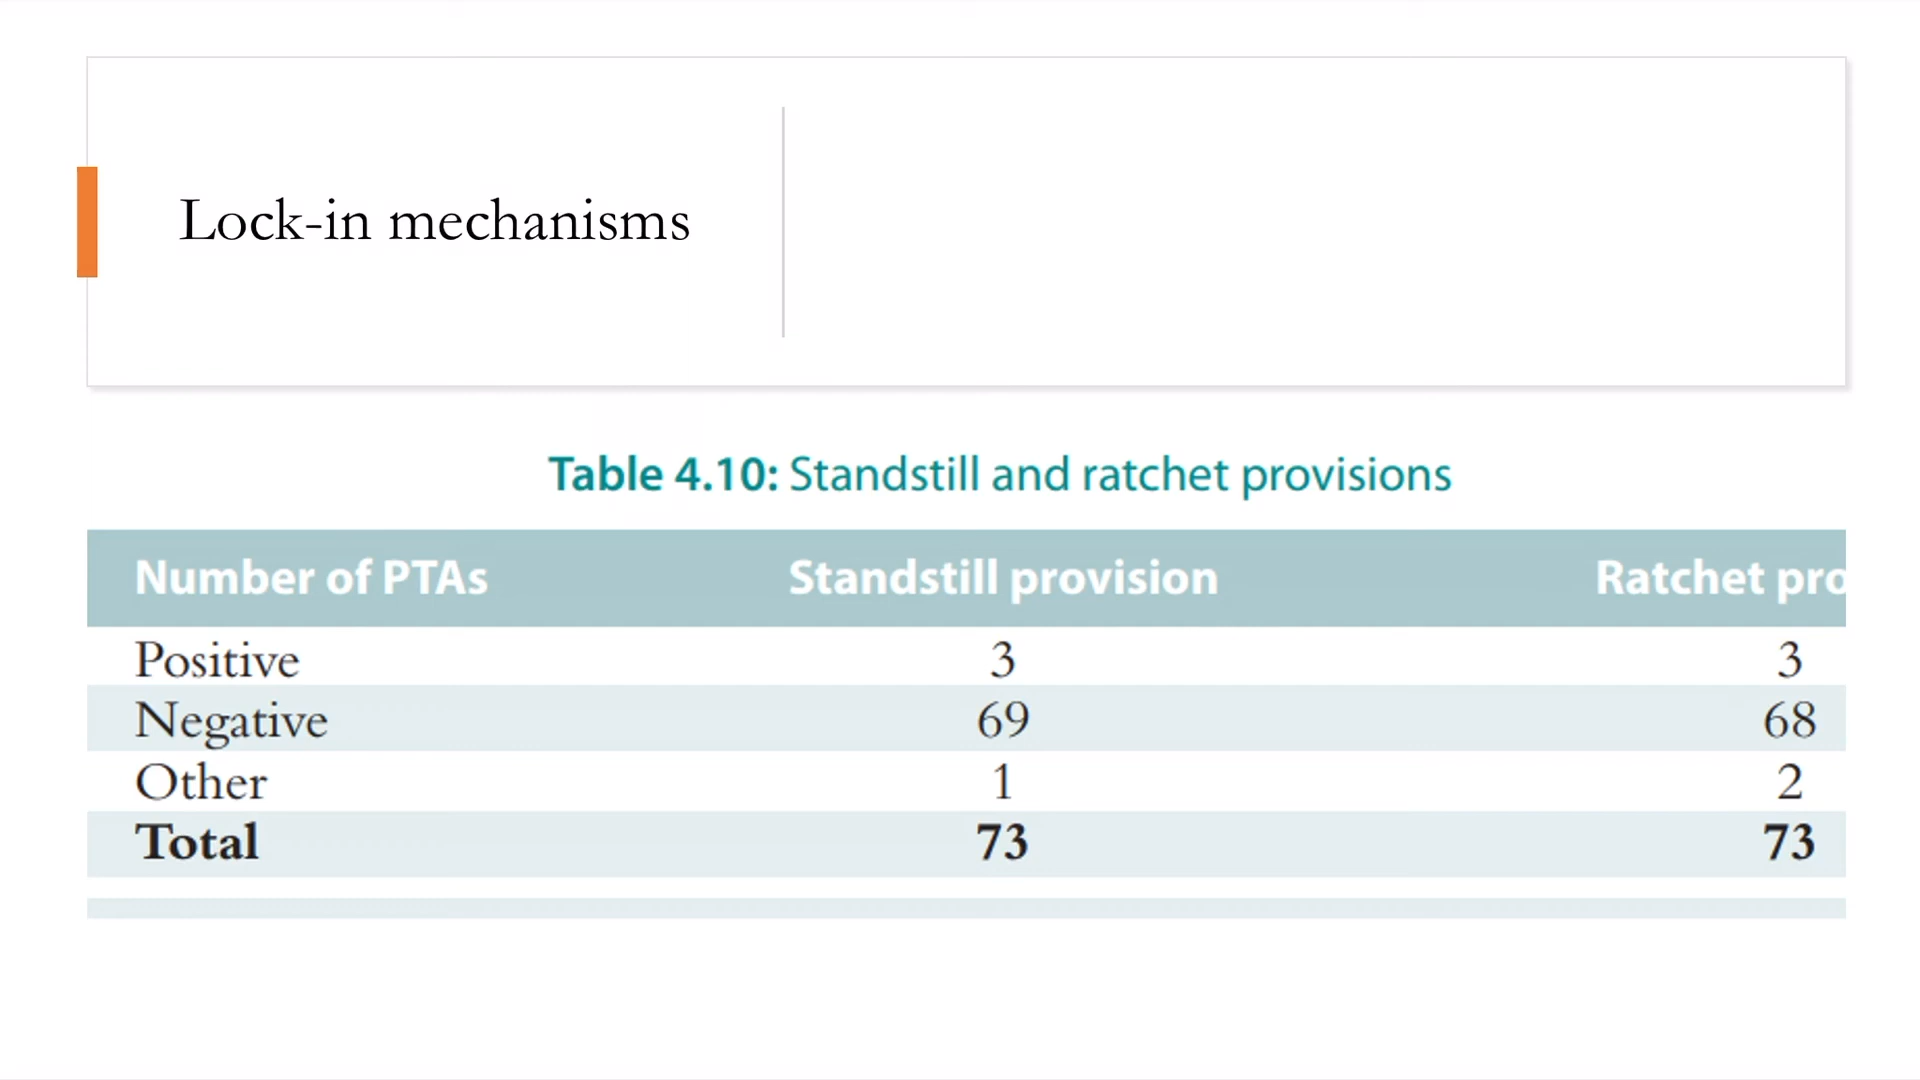 Lock-in mechanisms
Table 4.10: Standstill and ratchet provisions
Number of PTAs Standstill provision Ratchet pro
Positive 3 3
Negative 69 68
Other 1 2
Total 73 73